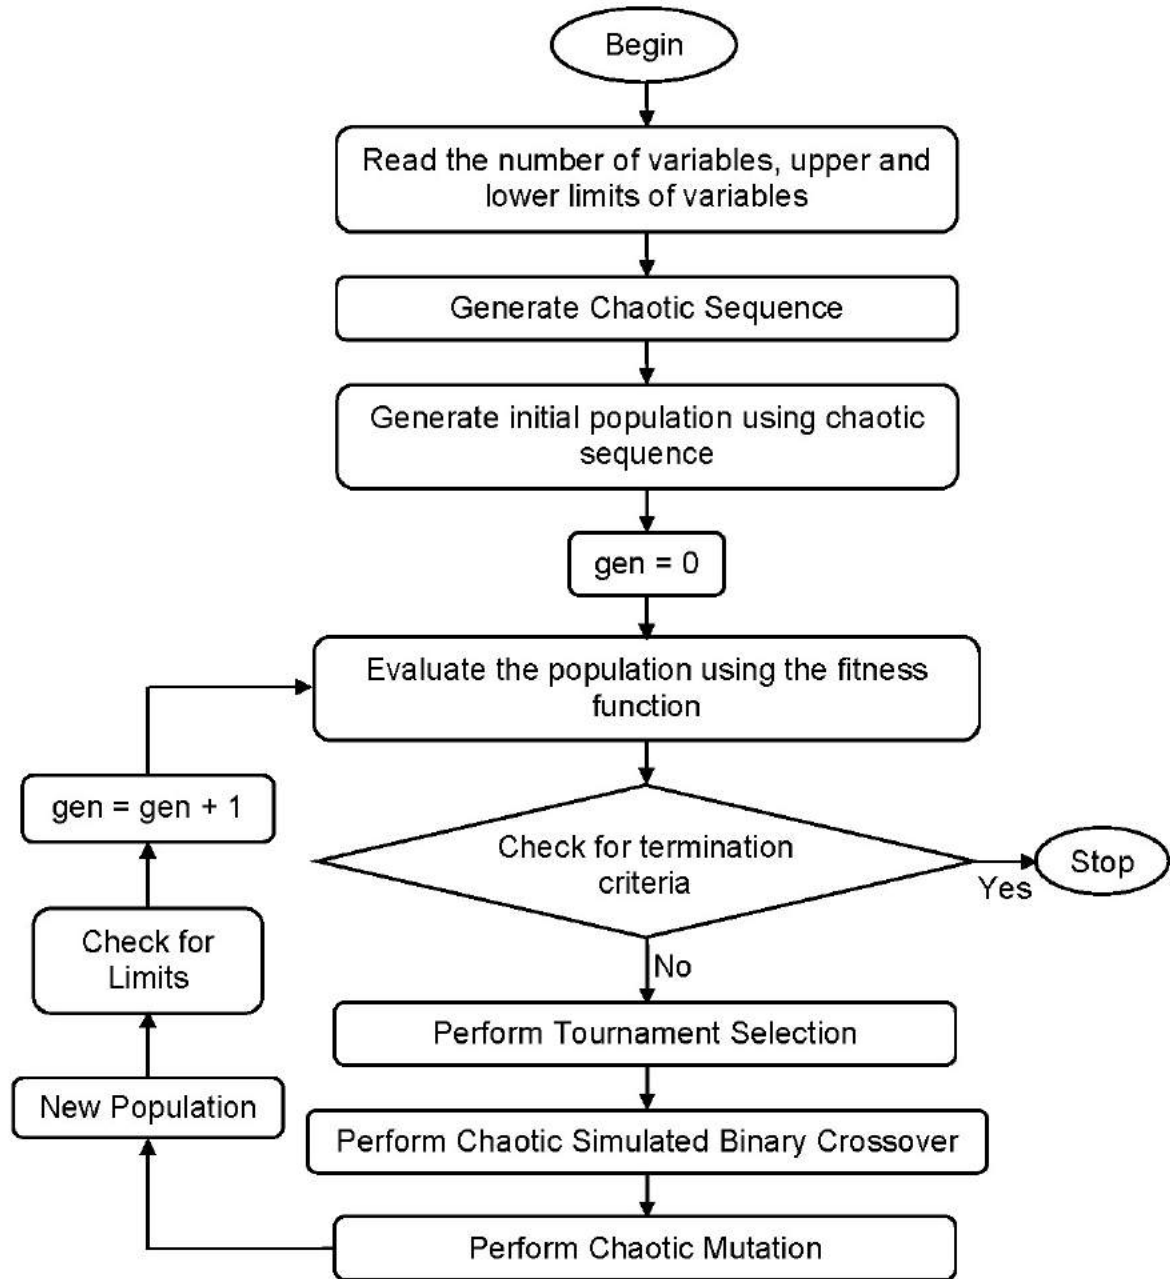 Begin
Read the number of variables, upper and
lower limits of variables
Generate Chaotic Sequence
Generate initial population using chaotic
sequence
gen = 0
Evaluate the population using the fitness
function
Check for termination
criteria
Yes
Stop
No
Perform Tournament Selection
Perform Chaotic Simulated Binary Crossover
Perform Chaotic Mutation
New Population
Check for
Limits
gen = gen + 1